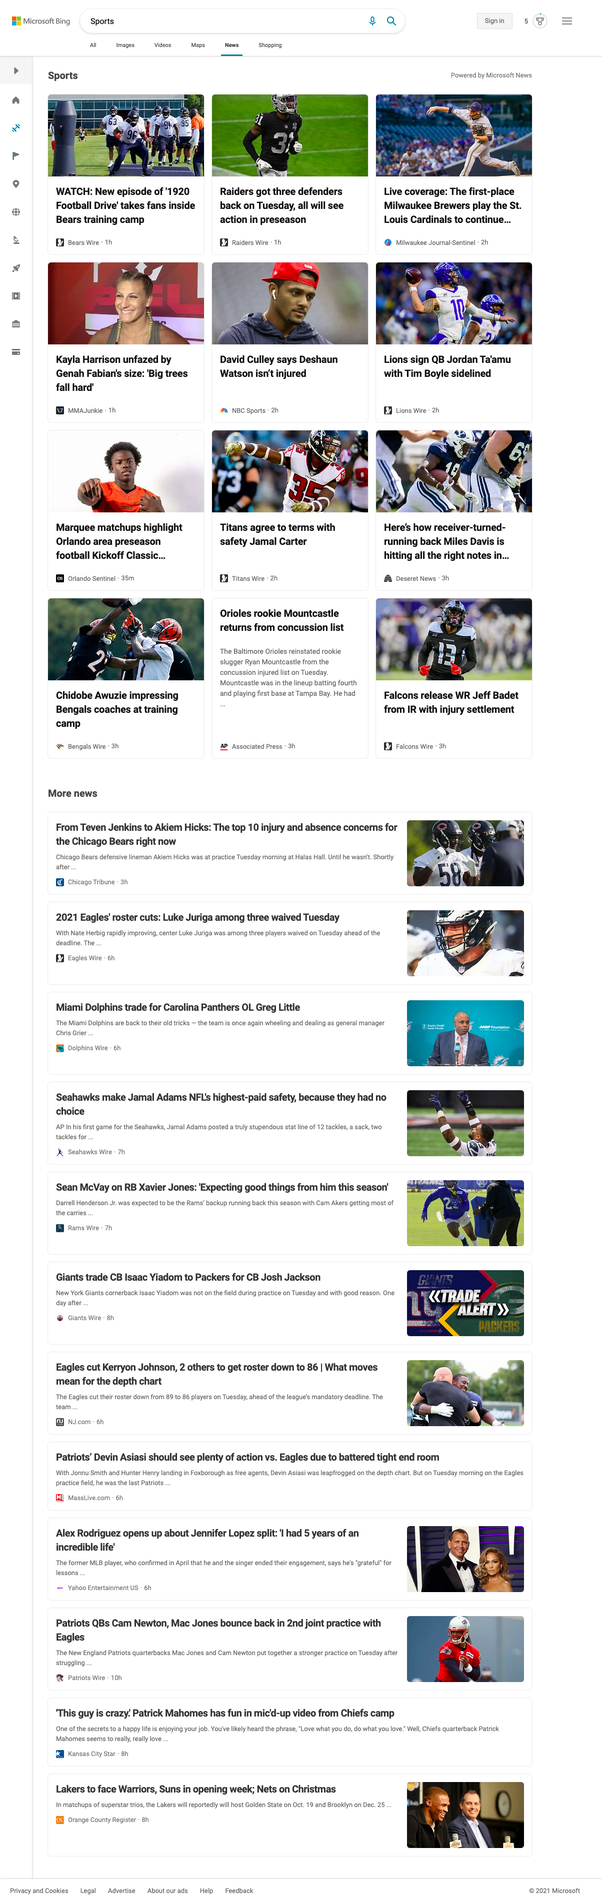 Microsoft Bing
Sports
Sign in
5
All Images Videos Maps News Shopping
Sports
Powered by Microsoft News
WATCH: New episode of '1920
Football Drive' takes fans inside
Bears training camp
Bears Wire · 1h
Raiders got three defenders
back on Tuesday, all will see
action in preseason
Raiders Wire · 1h
Live coverage: The first-place
Milwaukee Brewers play the St.
Louis Cardinals to continue...
Milwaukee Journal-Sentinel · 2h
Kayla Harrison unfazed by
Genah Fabian's size: 'Big trees
fall hard'
MMAJunkie · 1h
David Culley says Deshaun
Watson isn't injured
NBC Sports · 2h
Lions sign QB Jordan Ta'amu
with Tim Boyle sidelined
Lions Wire · 2h
Marquee matchups highlight
Orlando area preseason
football Kickoff Classic...
Orlando Sentinel · 35m
Titans agree to terms with
safety Jamal Carter
Titans Wire · 2h
Here's how receiver-turned-
running back Miles Davis is
hitting all the right notes in...
Deseret News · 3h
Chidobe Awuzie impressing
Bengals coaches at training
camp
Bengals Wire · 3h
Orioles rookie Mountcastle
returns from concussion list
The Baltimore Orioles reinstated rookie
slugger Ryan Mountcastle from the
concussion injured list on Tuesday.
Mountcastle was in the lineup batting fourth
and playing first base at Tampa Bay. He had
...
AP Associated Press · 3h
Falcons release WR Jeff Badet
from IR with injury settlement
Falcons Wire · 3h
More news
From Teven Jenkins to Akiem Hicks: The top 10 injury and absence concerns for
the Chicago Bears right now
Chicago Bears defensive lineman Akiem Hicks was at practice Tuesday morning at Halas Hall. Until he wasn't. Shortly
after ...
Chicago Tribune · 3h
58
2021 Eagles' roster cuts: Luke Juriga among three waived Tuesday
With Nate Herbig rapidly improving, center Luke Juriga was among three players waived on Tuesday ahead of the
deadline. The ...
Eagles Wire · 6h
Miami Dolphins trade for Carolina Panthers OL Greg Little
The Miami Dolphins are back to their old tricks — the team is once again wheeling and dealing as general manager
Chris Grier ...
Dolphins Wire · 6h
Seahawks make Jamal Adams NFL's highest-paid safety, because they had no
choice
AP In his first game for the Seahawks, Jamal Adams posted a truly stupendous stat line of 12 tackles, a sack, two
tackles for ...
Seahawks Wire · 7h
Sean McVay on RB Xavier Jones: 'Expecting good things from him this season'
Darrell Henderson Jr. was expected to be the Rams' backup running back this season with Cam Akers getting most of
the carries ...
Rams Wire · 7h
Giants trade CB Isaac Yiadom to Packers for CB Josh Jackson
New York Giants cornerback Isaac Yiadom was not on the field during practice on Tuesday and with good reason. One
day after ...
Giants Wire · 8h
GIANTS
TRADE
ALERT
PACKERS
Eagles cut Kerryon Johnson, 2 others to get roster down to 86 | What moves
mean for the depth chart
The Eagles cut their roster down from 89 to 86 players on Tuesday, ahead of the league's mandatory deadline. The
team ...
NJ.com · 6h
Patriots' Devin Asiasi should see plenty of action vs. Eagles due to battered tight end room
With Jonnu Smith and Hunter Henry landing in Foxborough as free agents, Devin Asiasi was leapfrogged on the depth chart. But on Tuesday morning on the Eagles
practice field, he was the last Patriots ...
MassLive.com · 6h
Alex Rodriguez opens up about Jennifer Lopez split: 'I had 5 years of an
incredible life'
The former MLB player, who confirmed in April that he and the singer ended their engagement, says he's "grateful" for
lessons ...
Yahoo Entertainment US · 6h
Patriots QBs Cam Newton, Mac Jones bounce back in 2nd joint practice with
Eagles
The New England Patriots quarterbacks Mac Jones and Cam Newton put together a stronger practice on Tuesday after
struggling ...
Patriots Wire · 10h
'This guy is crazy.' Patrick Mahomes has fun in mic'd-up video from Chiefs camp
One of the secrets to a happy life is enjoying your job. You've likely heard the phrase, "Love what you do, do what you love." Well, Chiefs quarterback Patrick
Mahomes seems to really, really love ...
Kansas City Star · 8h
Lakers to face Warriors, Suns in opening week; Nets on Christmas
In matchups of superstar trios, the Lakers will reportedly will host Golden State on Oct. 19 and Brooklyn on Dec. 25 ...
Orange County Register · 8h
Privacy and Cookies Legal Advertise About our ads Help Feedback
© 2021 Microsoft